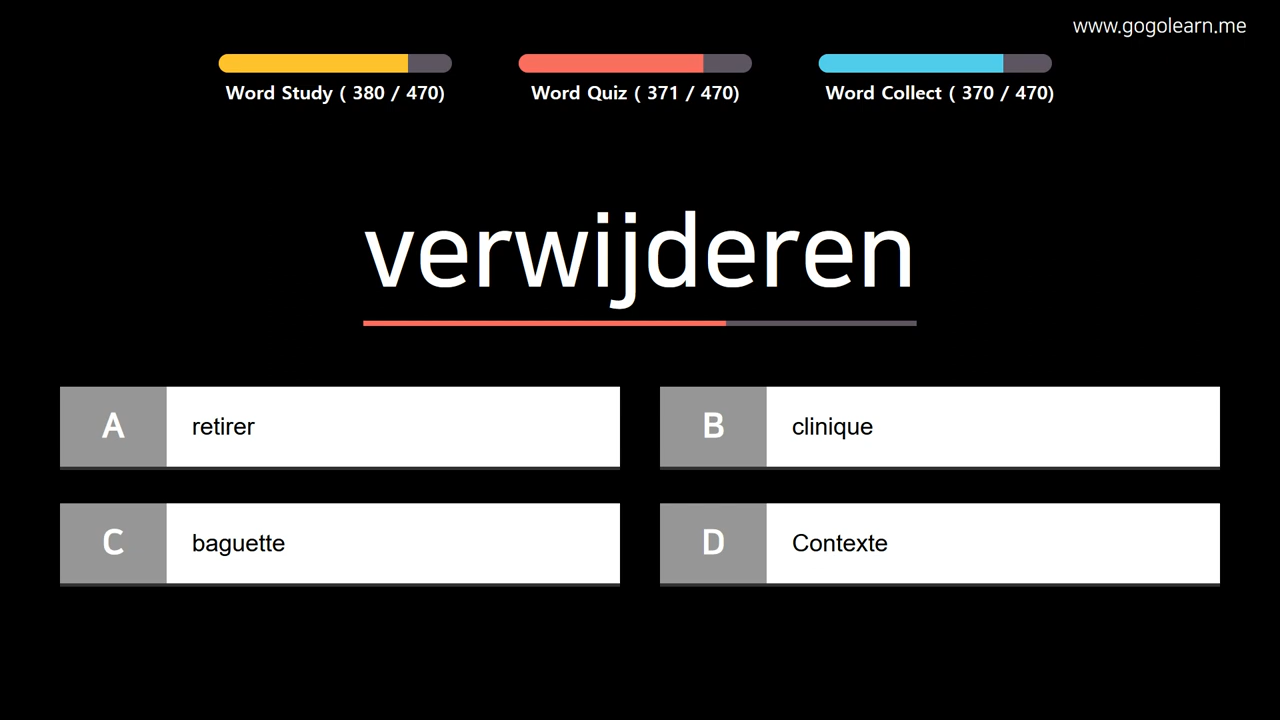 www.gogolearn.me
Word Study ( 380 / 470)
Word Quiz ( 371 / 470)
Word Collect ( 370 / 470)
verwijderen
A
retirer
B
clinique
C
baguette
D
Contexte